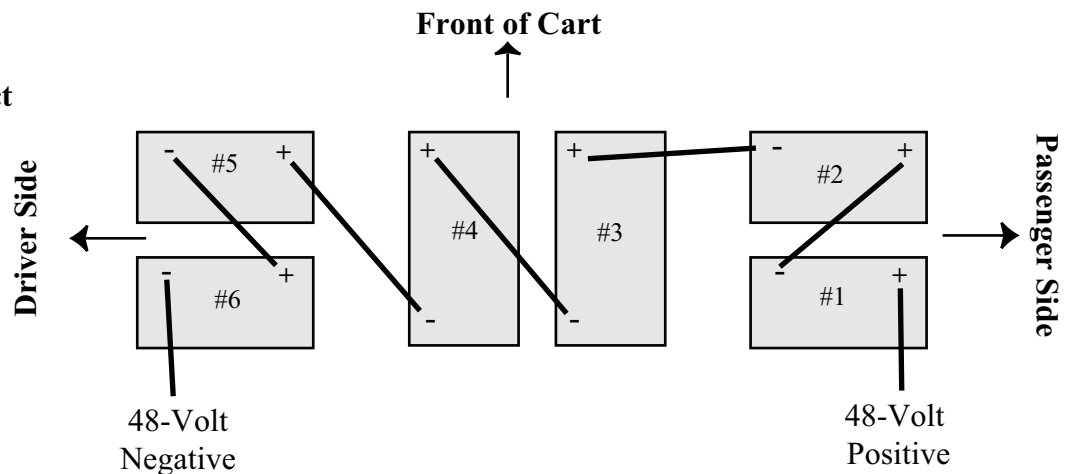 Front of Cart
ct
Driver Side
Passenger Side
- #5 +
+
+
- #2 +
#4
#3
- #6 +
- #1 +
-
-
48-Volt
Negative
48-Volt
Positive